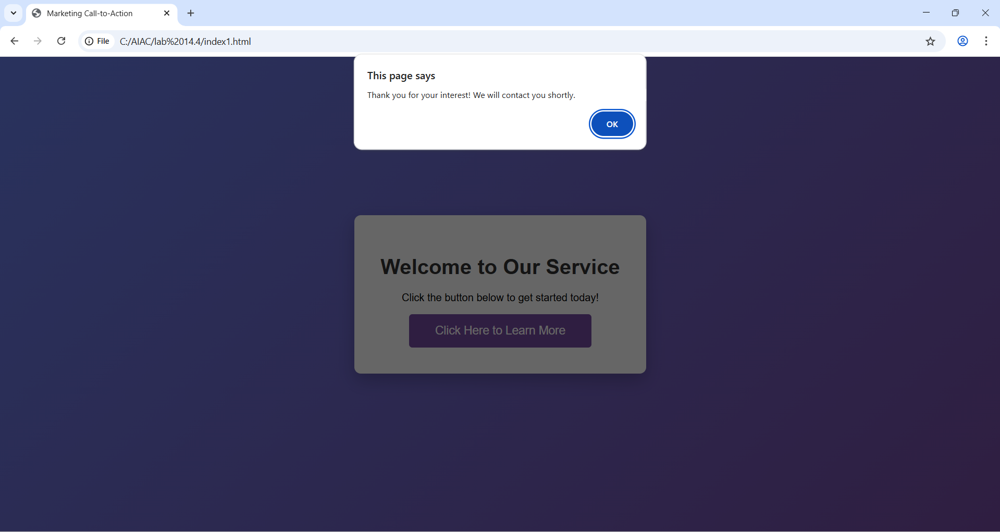 Marketing Call-to-Action
File C:/AIAC/lab%2014.4/index1.html
This page says
Thank you for your interest! We will contact you shortly.
OK
Welcome to Our Service
Click the button below to get started today!
Click Here to Learn More